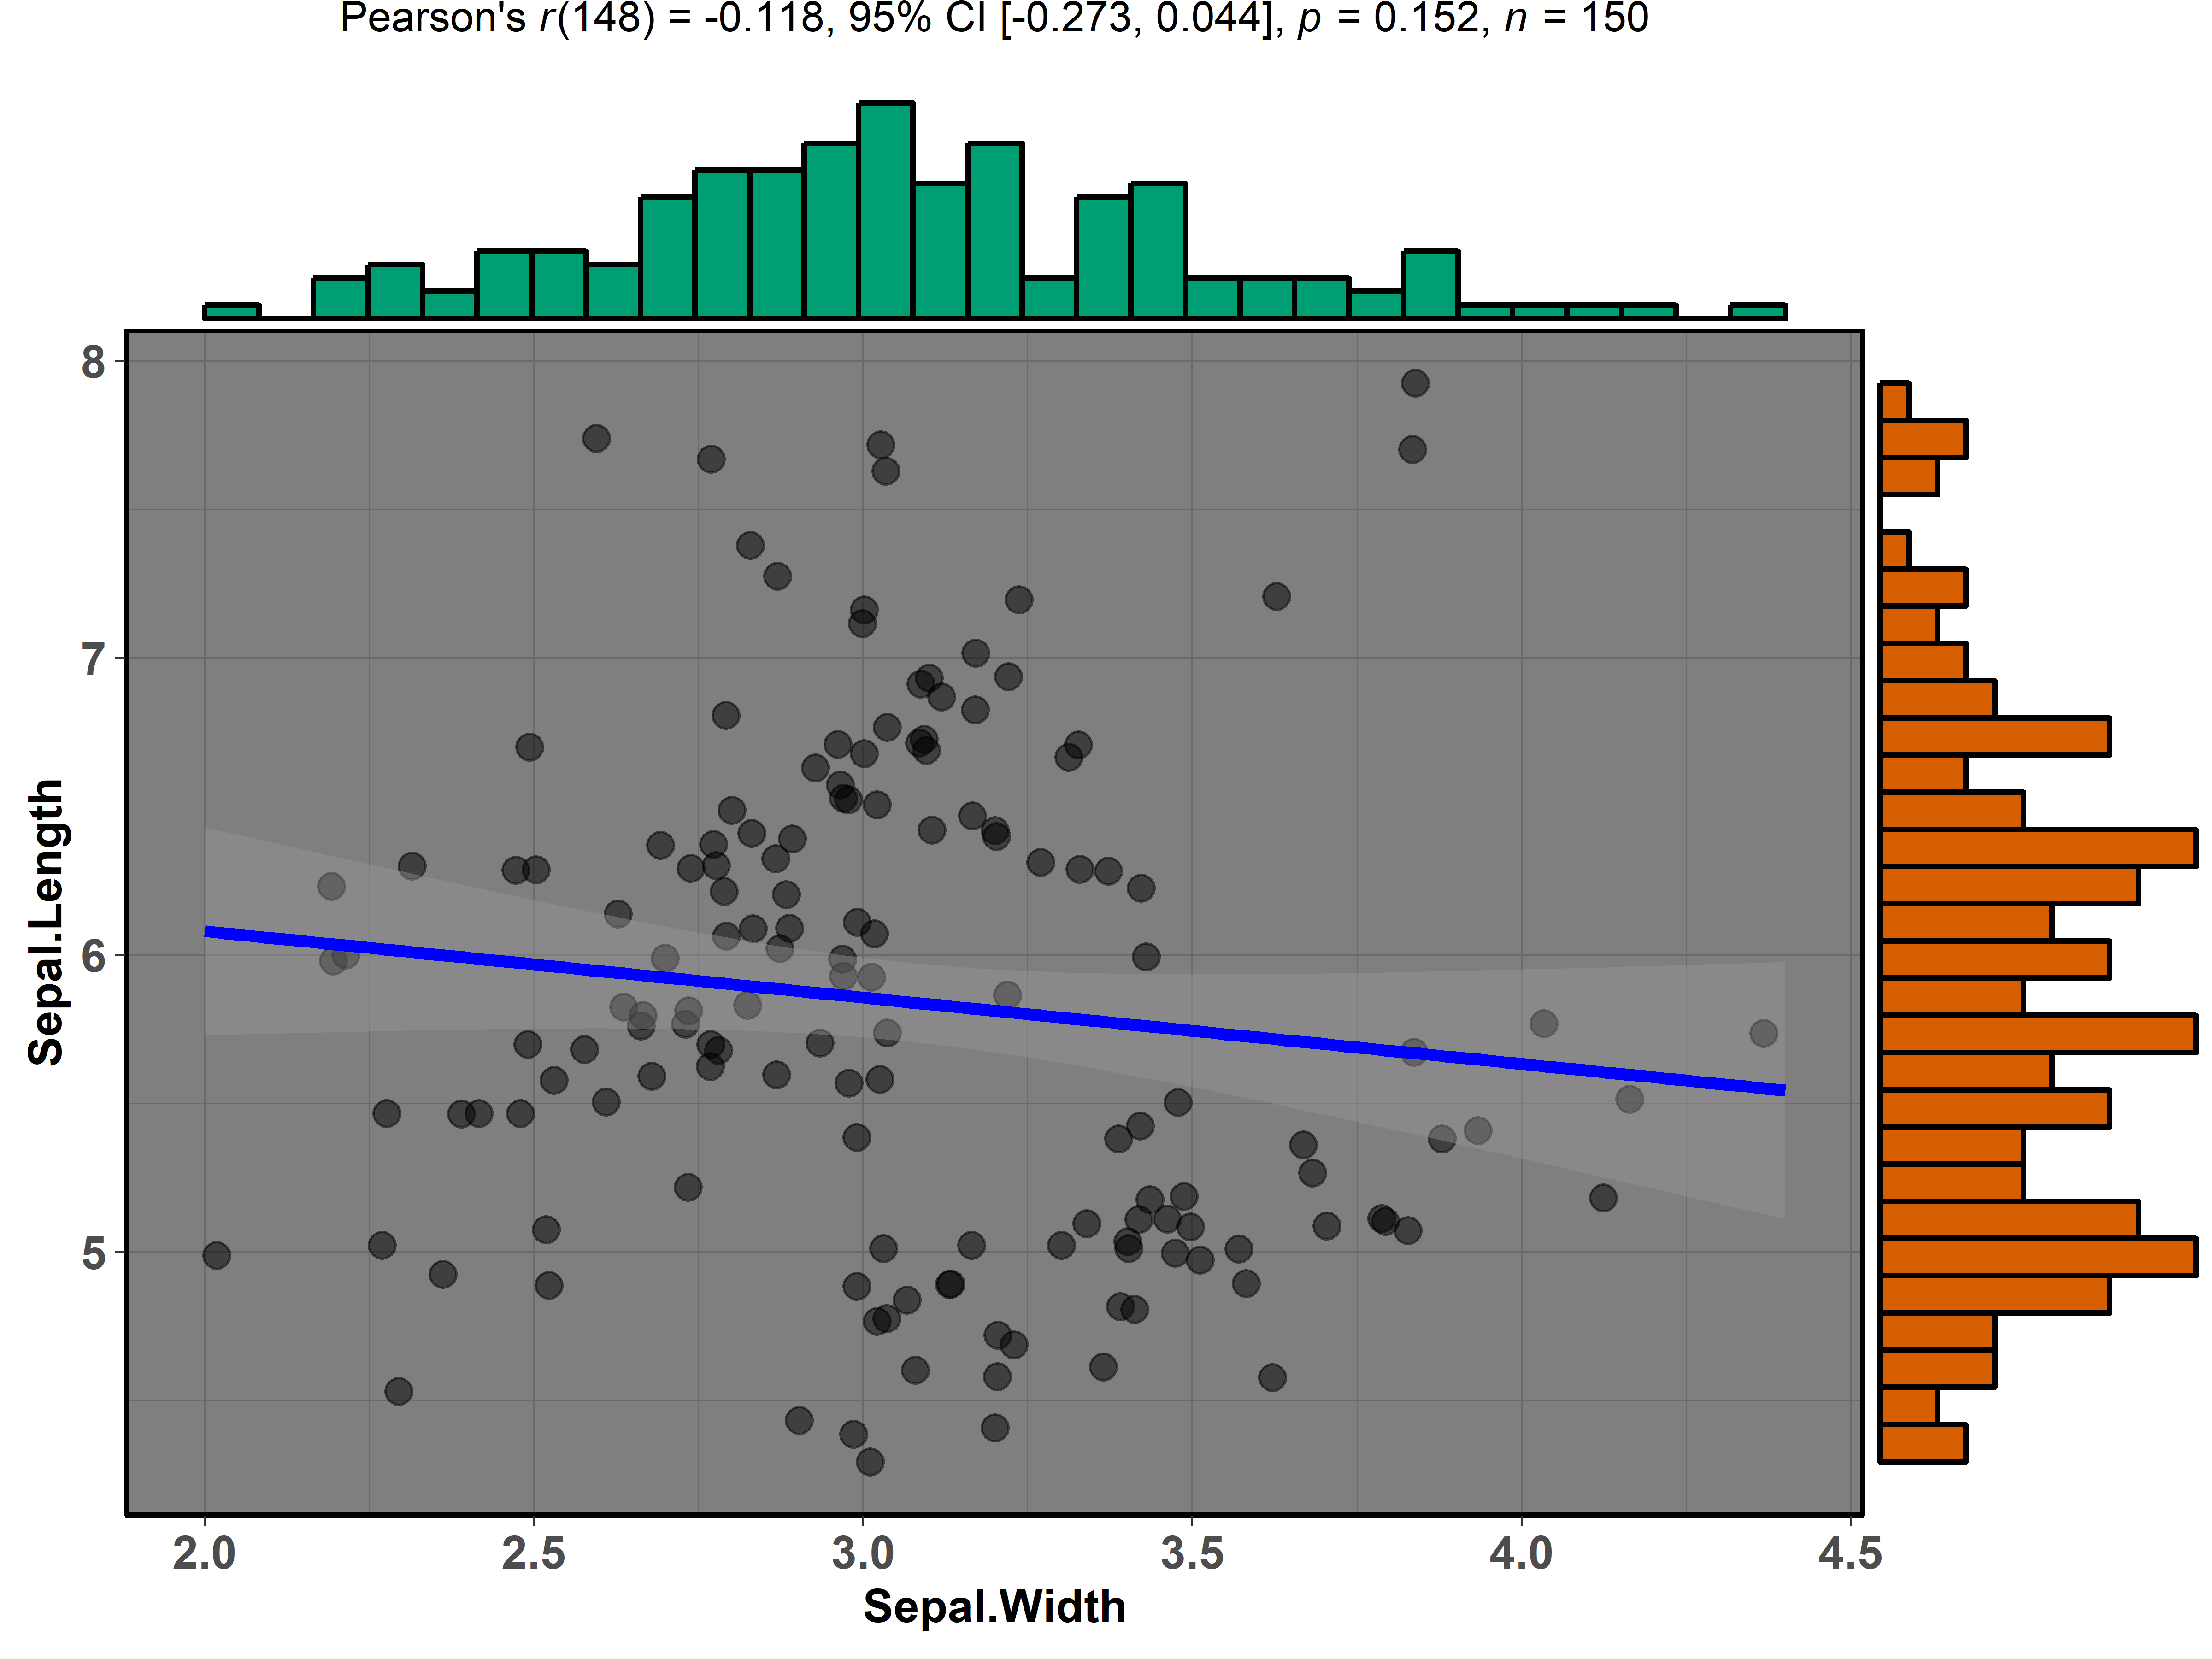 Pearson's r(148) = -0.118, 95% CI [-0.273, 0.044], p = 0.152, n = 150
8
7
6
5
Sepal.Length
2.0 2.5 3.0 3.5 4.0 4.5
Sepal.Width